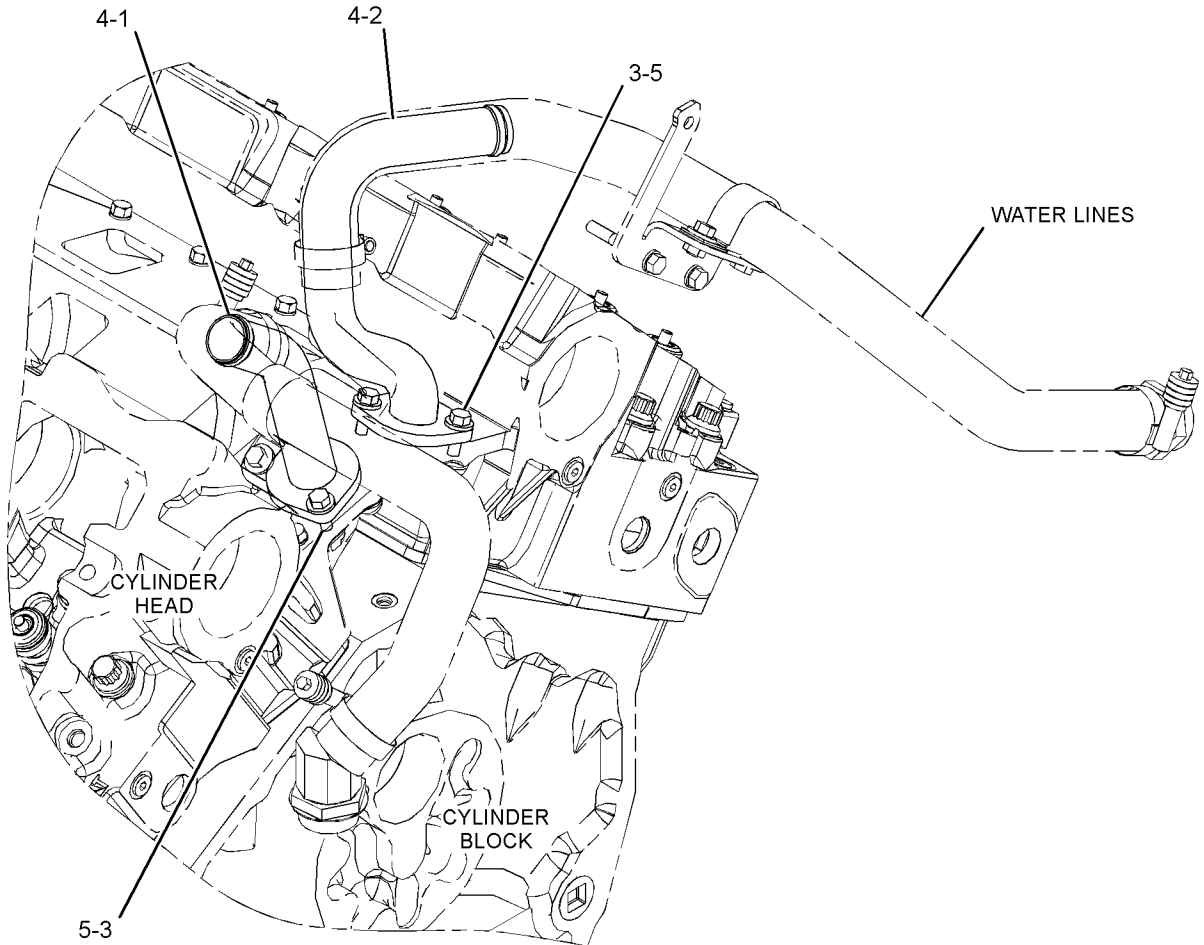 4-1
4-2
3-5
WATER LINES
CYLINDER
HEAD
CYLINDER
BLOCK
5-3